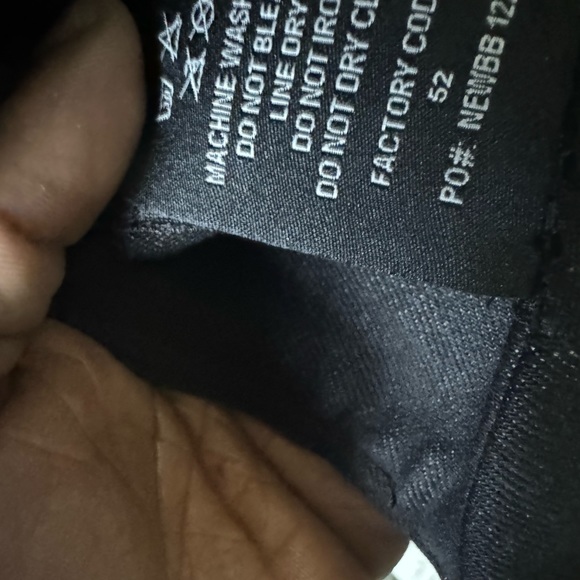 MACHINE WASH
DO NOT BLE
LINE DRY
DO NOT IRO
DO NOT DRY CL
FACTORY COD
52
PO#: NEWBB 12